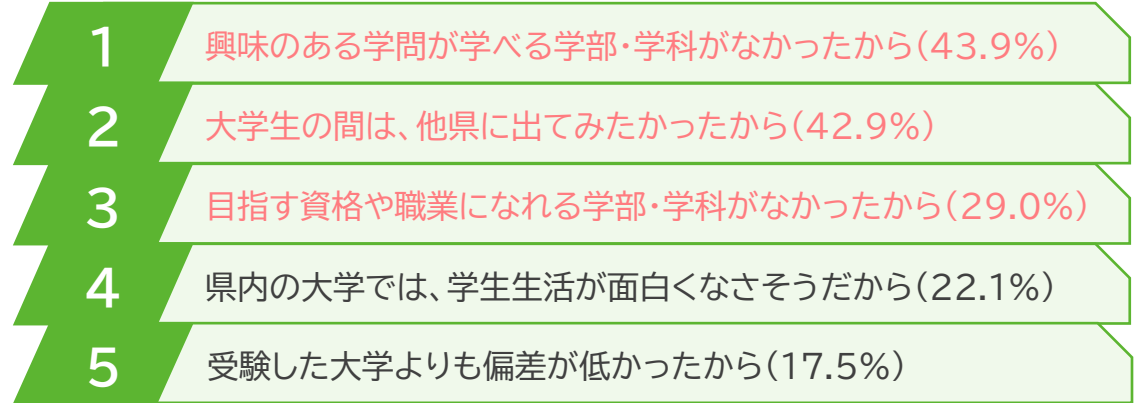 1 興味のある学問が学べる学部・学科がなかったから(43.9%)
2 大学生の間は、他県に出てみたかったから(42.9%)
3 目指す資格や職業になれる学部・学科がなかったから(29.0%)
4 県内の大学では、学生生活が面白くなさそうだから(22.1%)
5 受験した大学よりも偏差が低かったから(17.5%)